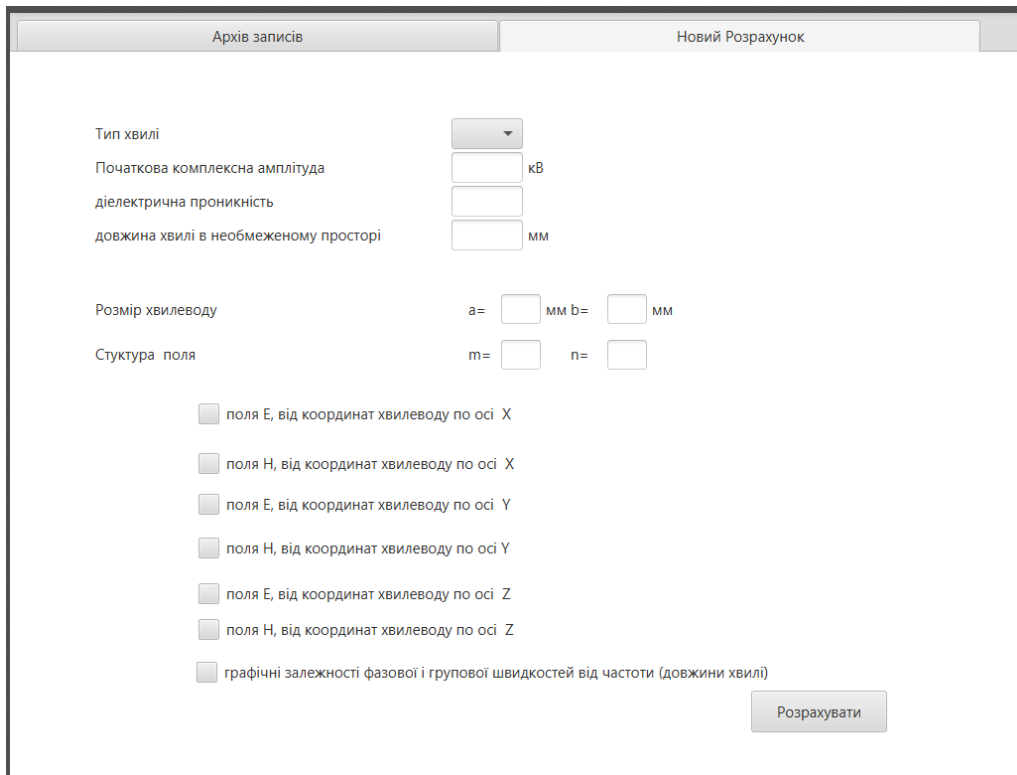 Архів записів Новий Розрахунок
Тип хвилі
Початкова комплексна амплітуда кВ
діелектрична проникність
довжина хвилі в необмеженому просторі мм
Розмір хвилеводу a= мм b= мм
Стуктура поля m= n=
поля E, від координат хвилеводу по осі X
поля H, від координат хвилеводу по осі X
поля E, від координат хвилеводу по осі Y
поля H, від координат хвилеводу по осі Y
поля E, від координат хвилеводу по осі Z
поля H, від координат хвилеводу по осі Z
графічні залежності фазової і групової швидкостей від частоти (довжини хвилі)
Розрахувати